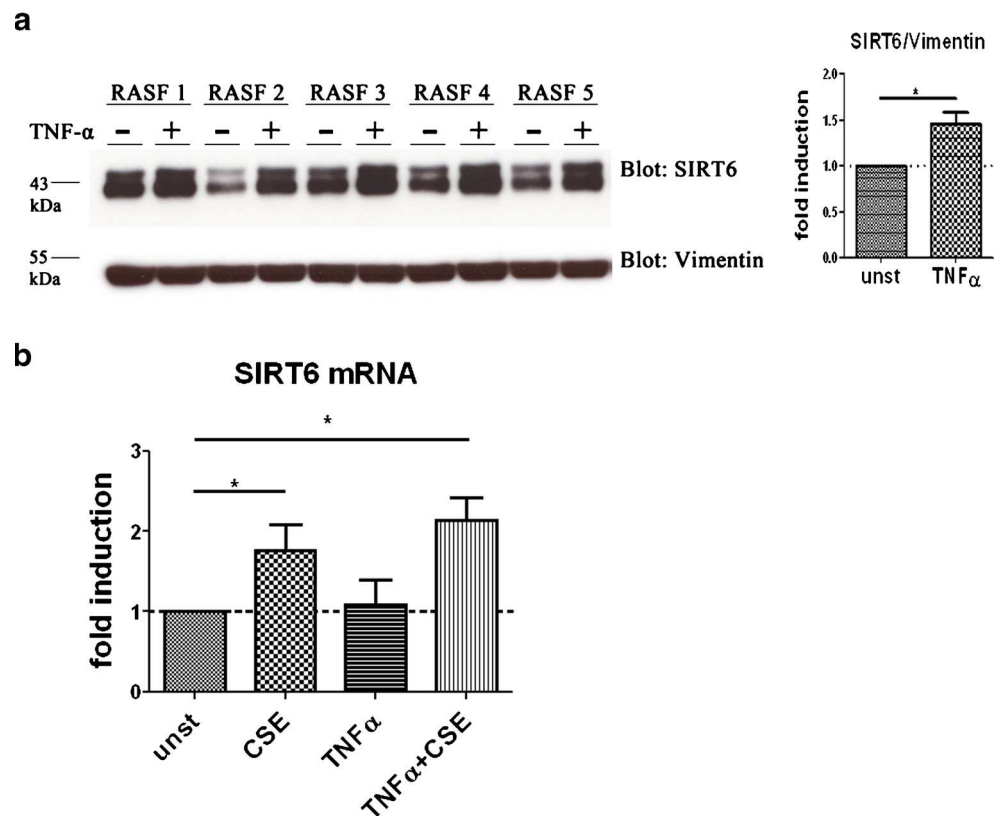 a
RASF 1 RASF 2 RASF 3 RASF 4 RASF 5
TNF-α - + - + - + - + - +
43
kDa
Blot: SIRT6
55
kDa
Blot: Vimentin
SIRT6/Vimentin
fold induction
2.0
1.5
1.0
0.5
0.0
*
unst TNFα
b
SIRT6 mRNA
fold induction
3
2
1
0
*
*
unst CSE TNFα TNFα+CSE